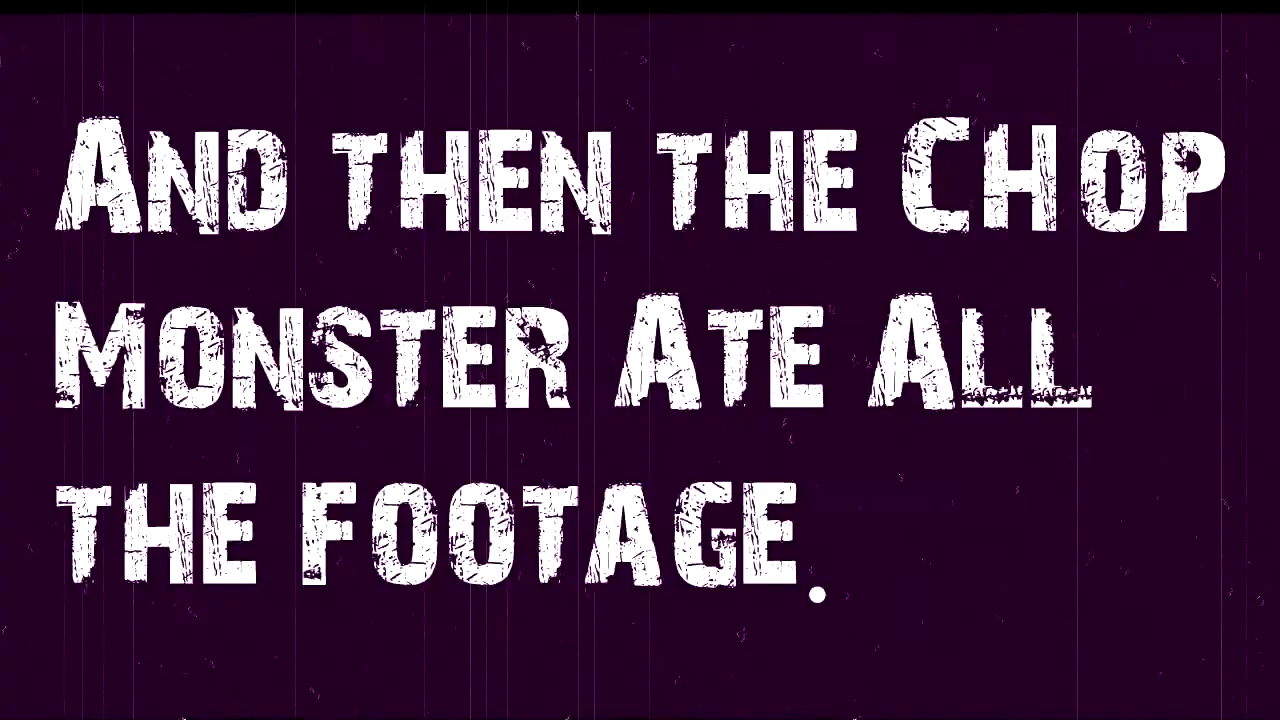 And then the Chop
Monster Ate All
the Footage.